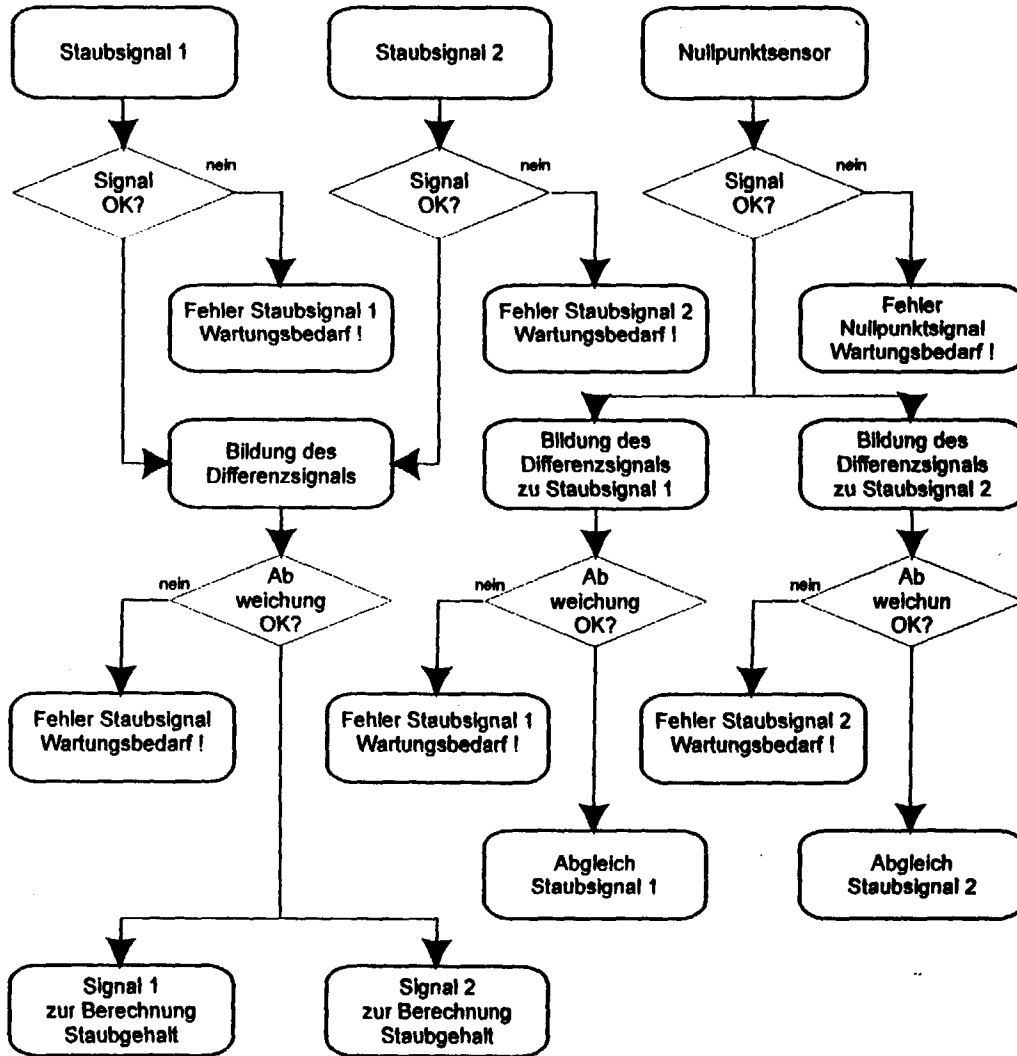 Staubsignal 1
Staubsignal 2
Nullpunktsensor
nein
nein
nein
Signal
OK?
Signal
OK?
Signal
OK?
Fehler Staubsignal 1
Wartungsbedarf !
Fehler Staubsignal 2
Wartungsbedarf !
Fehler
Nullpunktsignal
Wartungsbedarf !
Bildung des
Differenzsignals
Bildung des
Differenzsignals
zu Staubsignal 1
Bildung des
Differenzsignals
zu Staubsignal 2
nein
Ab
weichung
OK?
nein
Ab
weichung
OK?
nein
Ab
weichun
OK?
Fehler Staubsignal
Wartungsbedarf !
Fehler Staubsignal 1
Wartungsbedarf !
Fehler Staubsignal 2
Wartungsbedarf !
Abgleich
Staubsignal 1
Abgleich
Staubsignal 2
Signal 1
zur Berechnung
Staubgehalt
Signal 2
zur Berechnung
Staubgehalt